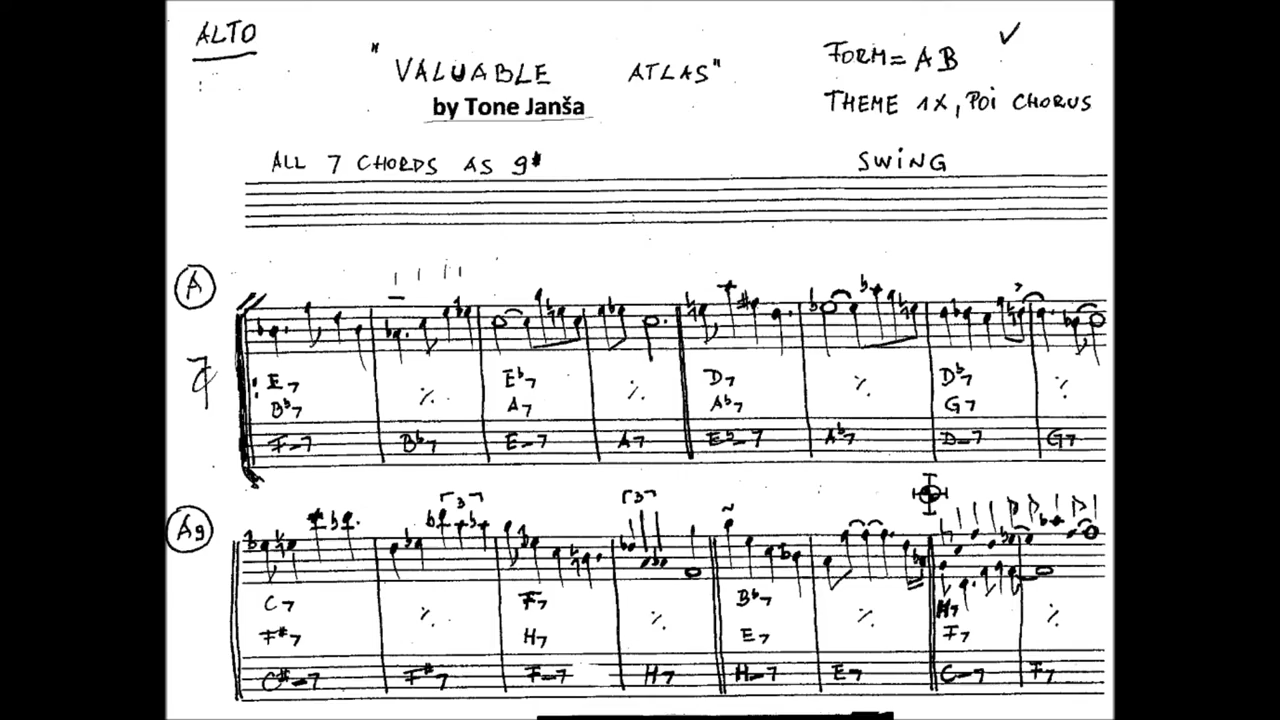 ALTO
"VALUABLE ATLAS"
FORM = AB
by Tone Janša
THEME 1X, POI CHORUS
ALL 7 CHORDS AS 9#
SWING
A
E7 ٪ E♭7 ٪ D7 ٪ D♭7 ٪
B♭7 A7 A♭7 G7
F-7 B♭7 E-7 A7 E♭-7 A♭7 D-7 G7
3 3
A9
C7 ٪ F7 ٪ B♭7 ٪ H7 ٪
F#7 H7 E7 F7
C#-7 F#7 F-7 H7 H-7 E7 C-7 F7